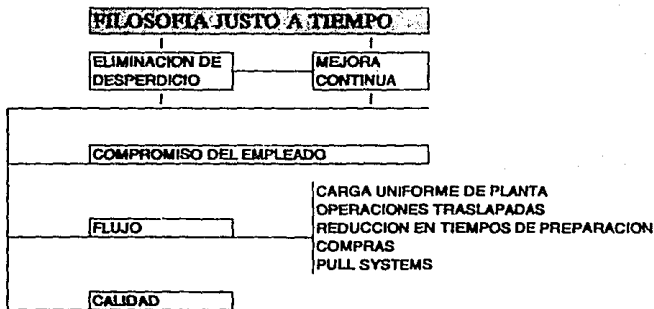 FILOSOFIA JUSTO A TIEMPO
ELIMINACION DE
DESPERDICIO
MEJORA
CONTINUA
COMPROMISO DEL EMPLEADO
FLUJO
CARGA UNIFORME DE PLANTA
OPERACIONES TRASLAPADAS
REDUCCION EN TIEMPOS DE PREPARACION
COMPRAS
PULL SYSTEMS
CALIDAD